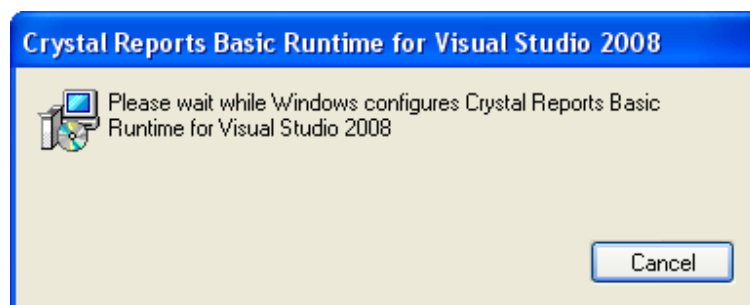 Crystal Reports Basic Runtime for Visual Studio 2008
Please wait while Windows configures Crystal Reports Basic
Runtime for Visual Studio 2008
Cancel